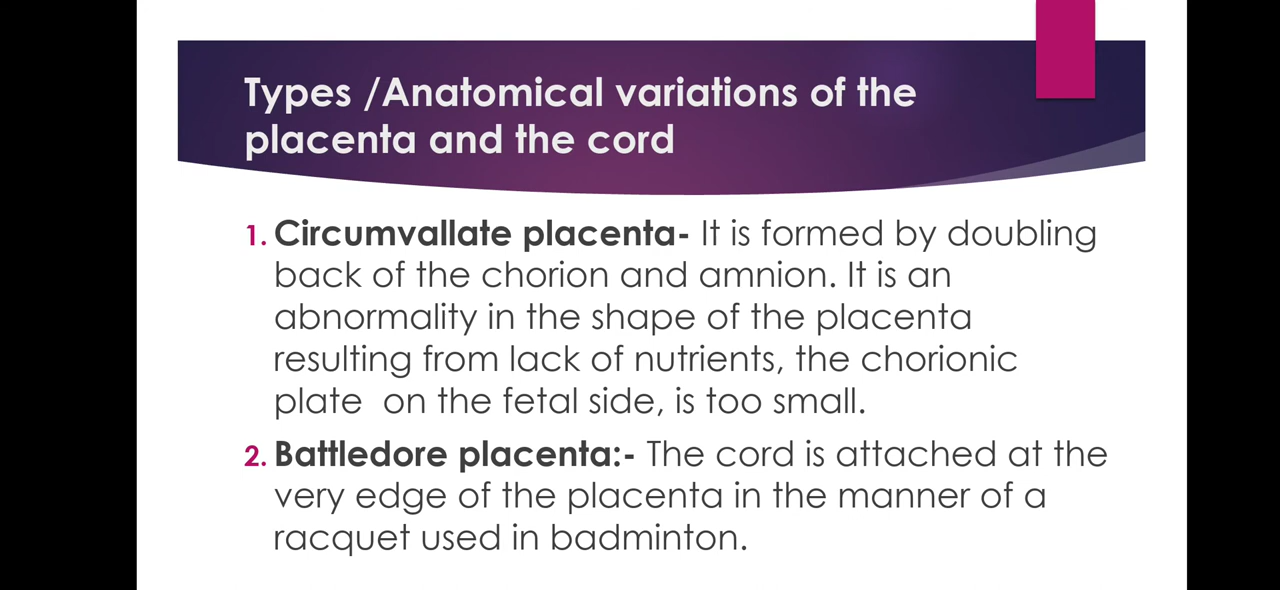 Types /Anatomical variations of the
placenta and the cord
1. Circumvallate placenta- It is formed by doubling
back of the chorion and amnion. It is an
abnormality in the shape of the placenta
resulting from lack of nutrients, the chorionic
plate  on the fetal side, is too small.
2. Battledore placenta:- The cord is attached at the
very edge of the placenta in the manner of a
racquet used in badminton.